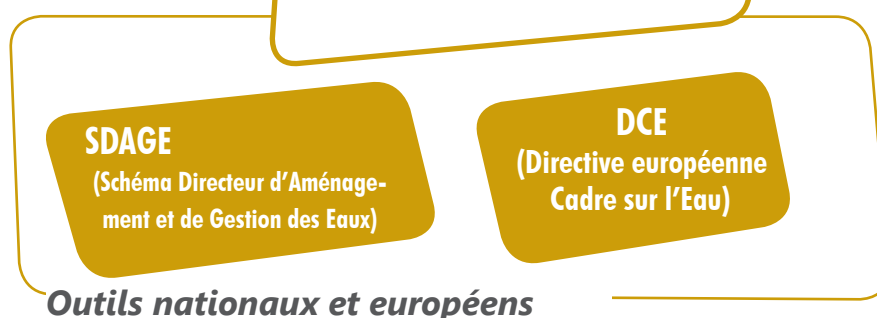 SDAGE
(Schéma Directeur d'Aménage-
ment et de Gestion des Eaux)
DCE
(Directive européenne
Cadre sur l'Eau)
Outils nationaux et européens